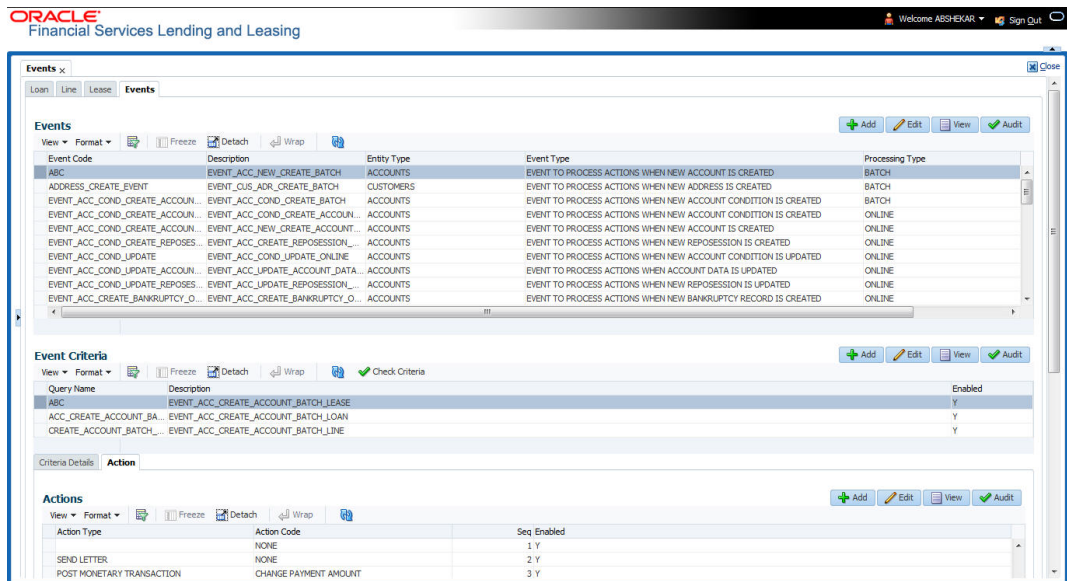 ORACLE®
Financial Services Lending and Leasing
Welcome ABSHEKAR Sign Out
Events x Close
Loan Line Lease Events
Events Add Edit View Audit
View Format Freeze Detach Wrap
Event Code Description Entity Type Event Type Processing Type
ABC EVENT_ACC_NEW_CREATE_BATCH ACCOUNTS EVENT TO PROCESS ACTIONS WHEN NEW ACCOUNT IS CREATED BATCH
ADDRESS_CREATE_EVENT EVENT_CUS_ADR_CREATE_BATCH CUSTOMERS EVENT TO PROCESS ACTIONS WHEN NEW ADDRESS IS CREATED BATCH
EVENT_ACC_COND_CREATE_ACCOUN... EVENT_ACC_COND_CREATE_BATCH ACCOUNTS EVENT TO PROCESS ACTIONS WHEN NEW ACCOUNT CONDITION IS CREATED BATCH
EVENT_ACC_COND_CREATE_ACCOUN... EVENT_ACC_COND_CREATE_ACCOUN... ACCOUNTS EVENT TO PROCESS ACTIONS WHEN NEW ACCOUNT CONDITION IS CREATED ONLINE
EVENT_ACC_COND_CREATE_ACCOUN... EVENT_ACC_NEW_CREATE_ACCOUNT... ACCOUNTS EVENT TO PROCESS ACTIONS WHEN NEW ACCOUNT IS CREATED ONLINE
EVENT_ACC_COND_CREATE_REPOSES... EVENT_ACC_CREATE_REPOSESSION_... ACCOUNTS EVENT TO PROCESS ACTIONS WHEN NEW REPOSESSION IS CREATED ONLINE
EVENT_ACC_COND_UPDATE EVENT_ACC_COND_UPDATE_ONLINE ACCOUNTS EVENT TO PROCESS ACTIONS WHEN NEW ACCOUNT CONDITION IS UPDATED ONLINE
EVENT_ACC_COND_UPDATE_ACCOUN... EVENT_ACC_UPDATE_ACCOUNT_DATA... ACCOUNTS EVENT TO PROCESS ACTIONS WHEN ACCOUNT DATA IS UPDATED ONLINE
EVENT_ACC_COND_UPDATE_REPOSES... EVENT_ACC_UPDATE_REPOSESSION_... ACCOUNTS EVENT TO PROCESS ACTIONS WHEN NEW REPOSESSION IS UPDATED ONLINE
EVENT_ACC_CREATE_BANKRUPTCY_O... EVENT_ACC_CREATE_BANKRUPTCY_O... ACCOUNTS EVENT TO PROCESS ACTIONS WHEN NEW BANKRUPTCY RECORD IS CREATED ONLINE
Event Criteria Add Edit View Audit
View Format Freeze Detach Wrap Check Criteria
Query Name Description Enabled
ABC EVENT_ACC_CREATE_ACCOUNT_BATCH_LEASE Y
ACC_CREATE_ACCOUNT_BA... EVENT_ACC_CREATE_ACCOUNT_BATCH_LOAN Y
CREATE_ACCOUNT_BATCH_... EVENT_ACC_CREATE_ACCOUNT_BATCH_LINE Y
Criteria Details Action
Actions Add Edit View Audit
View Format Freeze Detach Wrap
Action Type Action Code Seq Enabled
NONE 1 Y
SEND LETTER NONE 2 Y
POST MONETARY TRANSACTION CHANGE PAYMENT AMOUNT 3 Y